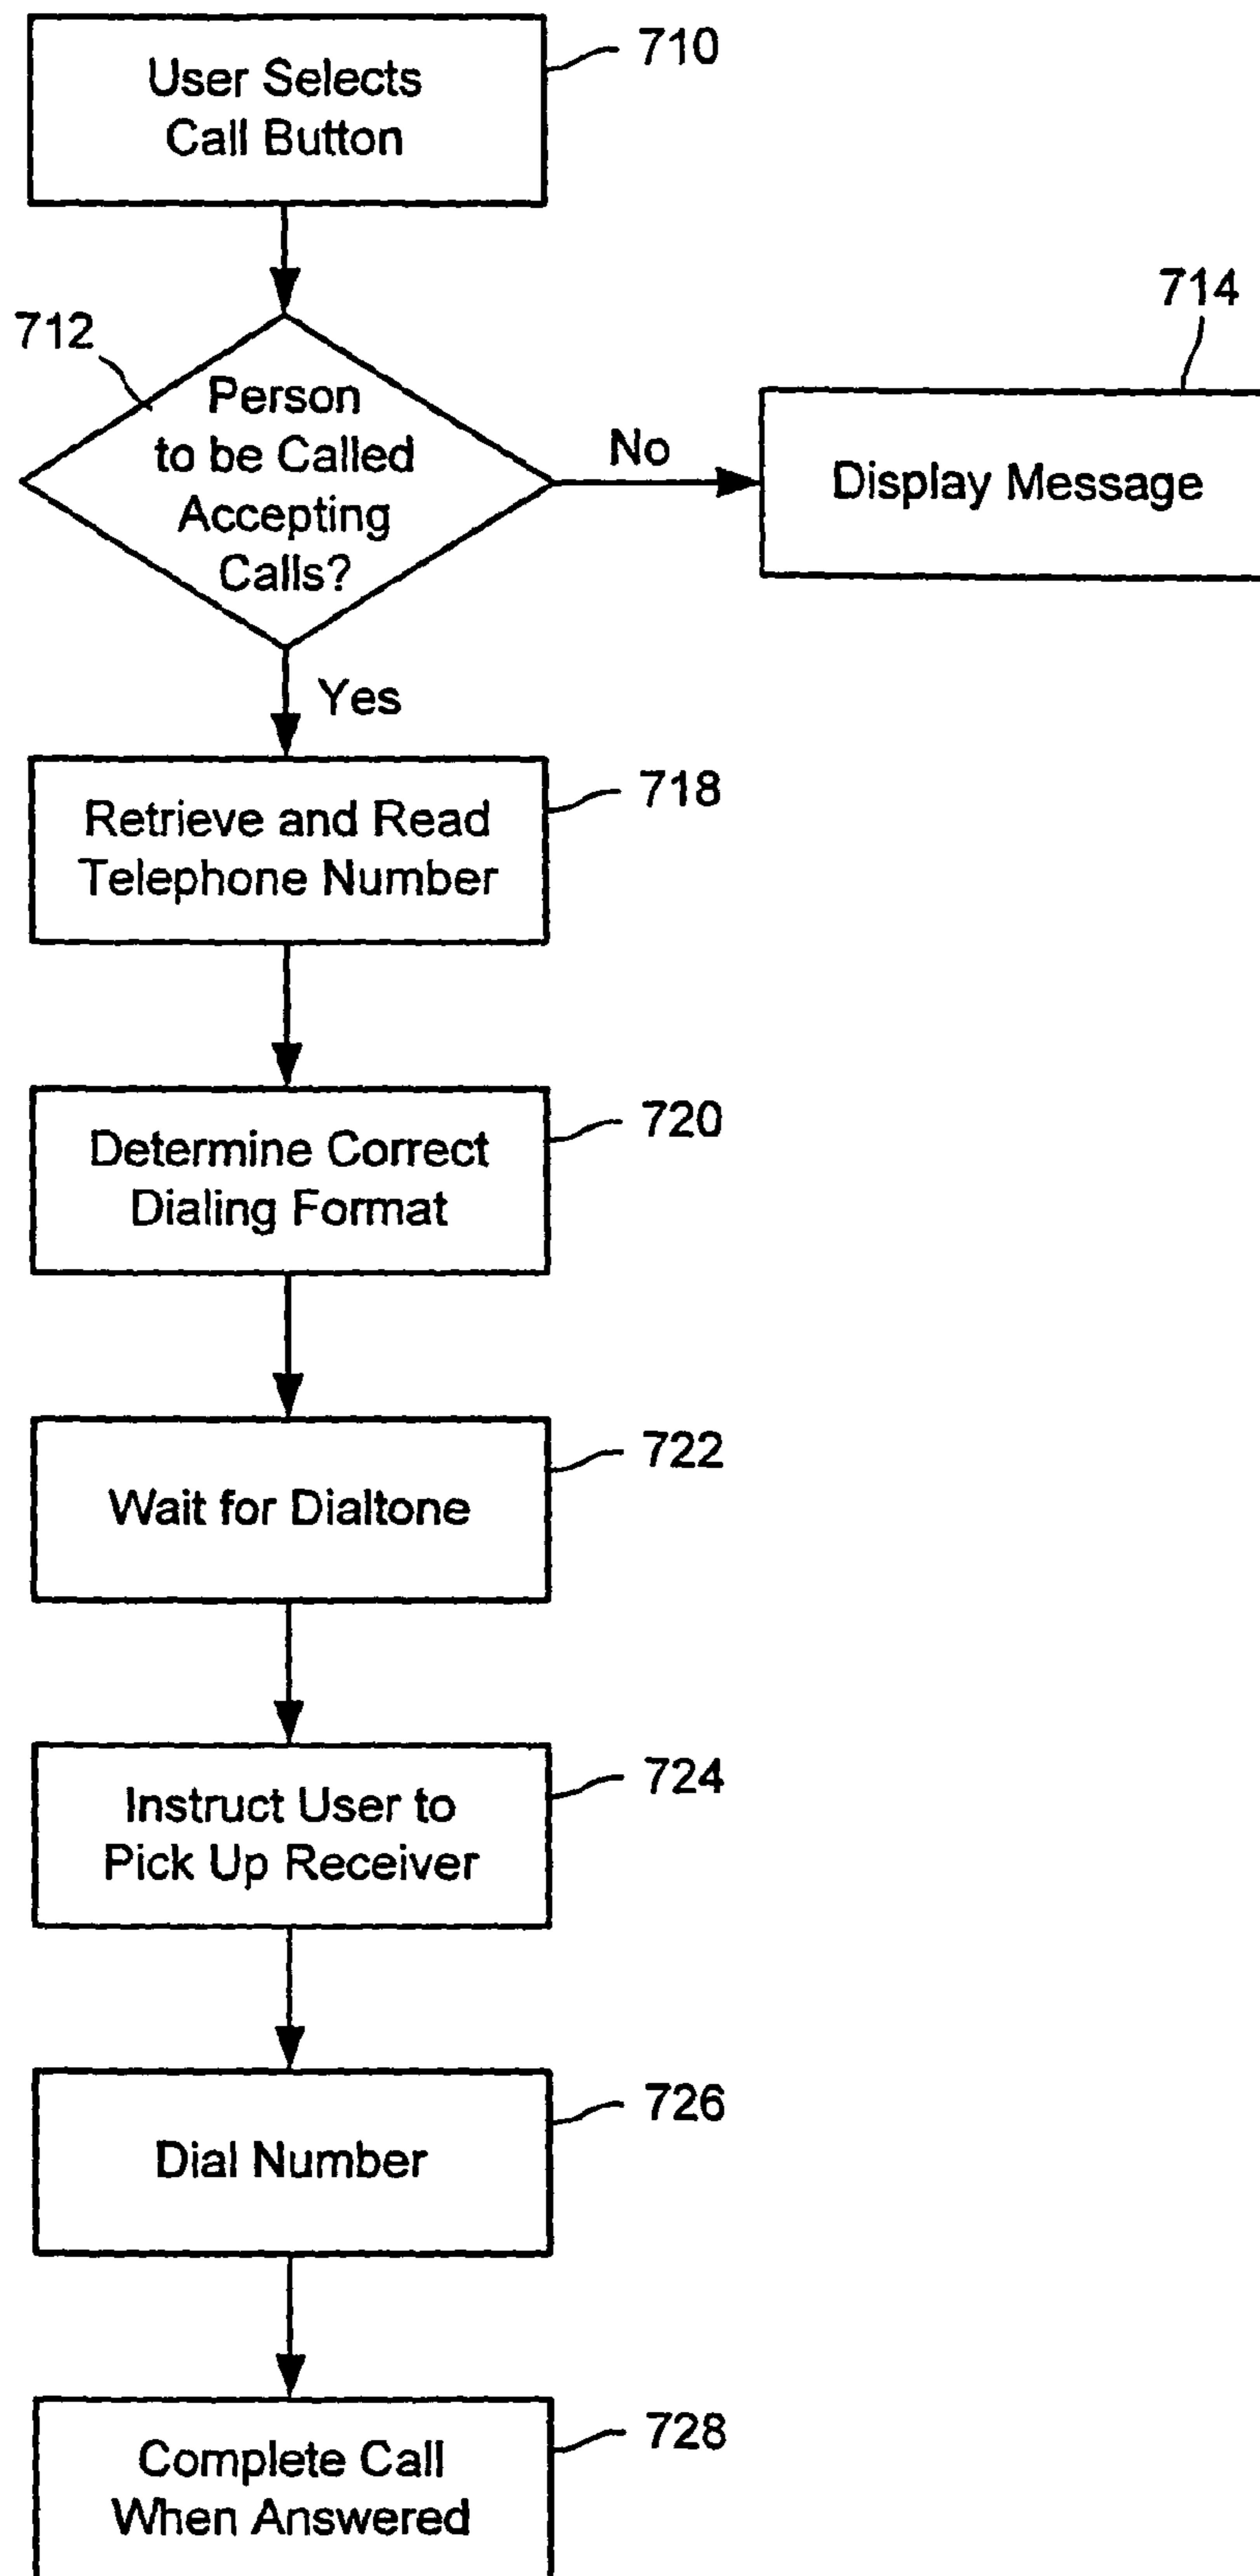 User Selects
Call Button
710
712
Person
to be Called
Accepting
Calls?
No
714
Display Message
Yes
Retrieve and Read
Telephone Number
718
Determine Correct
Dialing Format
720
Wait for Dialtone
722
Instruct User to
Pick Up Receiver
724
Dial Number
726
Complete Call
When Answered
728